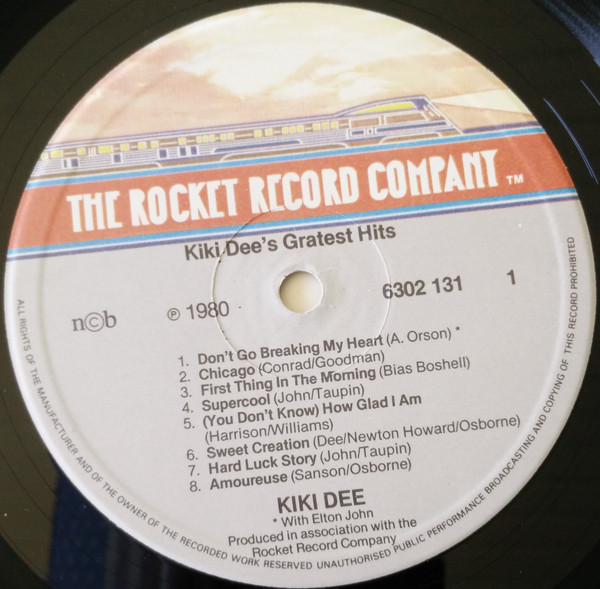 THE ROCKET RECORD COMPANY TM
Kiki Dee's Gratest Hits
n©b
℗ 1980
6302 131
1
1. Don't Go Breaking My Heart (A. Orson) *
2. Chicago (Conrad/Goodman)
3. First Thing In The Morning (Bias Boshell)
4. Supercool (John/Taupin)
5. (You Don't Know) How Glad I Am
(Harrison/Williams)
6. Sweet Creation (Dee/Newton Howard/Osborne)
7. Hard Luck Story (John/Taupin)
8. Amoureuse (Sanson/Osborne)
KIKI DEE
* With Elton John
Produced in association with the
Rocket Record Company
ALL RIGHTS OF THE MANUFACTURER AND OF THE OWNER OF THE RECORDED WORK RESERVED UNAUTHORISED PUBLIC PERFORMANCE BROADCASTING AND COPYING OF THIS RECORD PROHIBITED